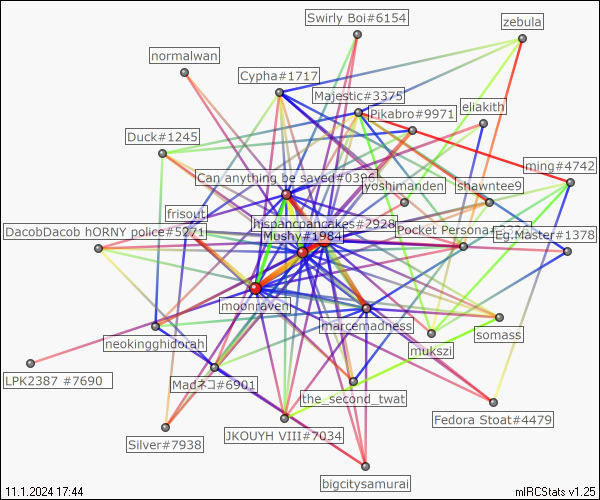 Swirly Boi#6154
zebula
normalwan
Cypha#1717
Majestic#3375
Pikabro#9971
eliakith
Duck#1245
ming#4742
Can anything be saved#0396
yoshimanden
shawntee9
frisout
hispancpancakes#2928
DacobDacob hORNY police#5271
Mushy#1984
Pocket Persona
Eg.Master#1378
moonraven
marcemadness
somass
neokingghidorah
mukszi
LPK2387 #7690
Madネコ#6901
the_second_twat
Fedora Stoat#4479
Silver#7938
JKOUYH VIII#7034
bigcitysamurai
11.1.2024 17:44
mIRCStats v1.25